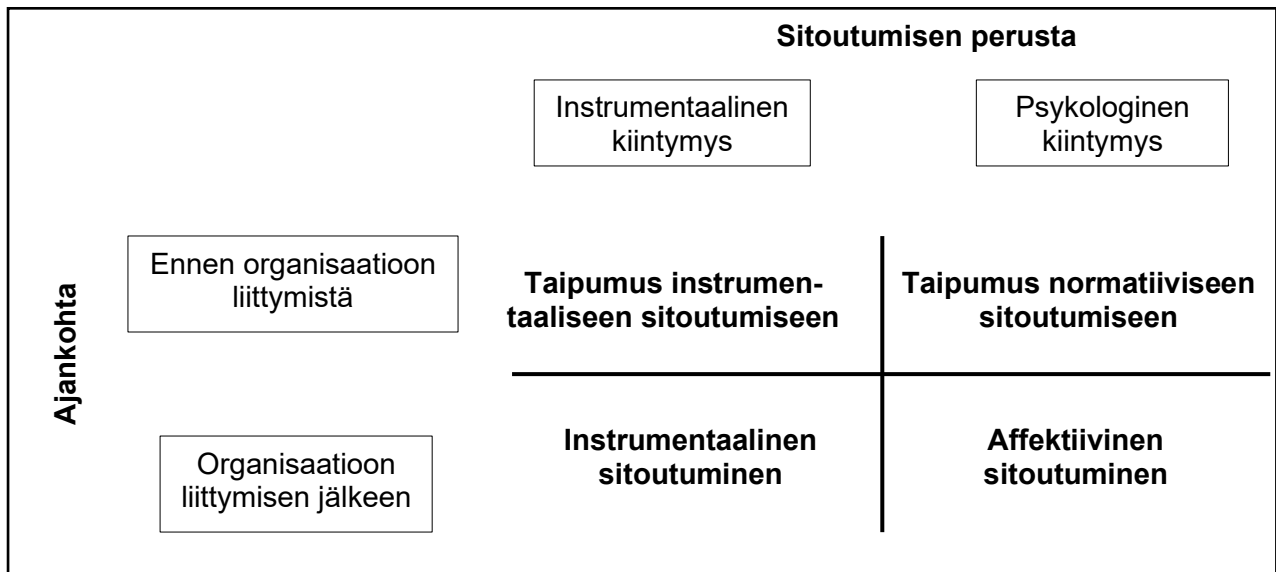 Sitoutumisen perusta
Instrumentaalinen
kiintymys
Psykologinen
kiintymys
Ajankohta
Ennen organisaatioon
liittymistä
Taipumus instrumen-
taaliseen sitoutumiseen
Taipumus normatiiviseen
sitoutumiseen
Organisaatioon
liittymisen jälkeen
Instrumentaalinen
sitoutuminen
Affektiivinen
sitoutuminen